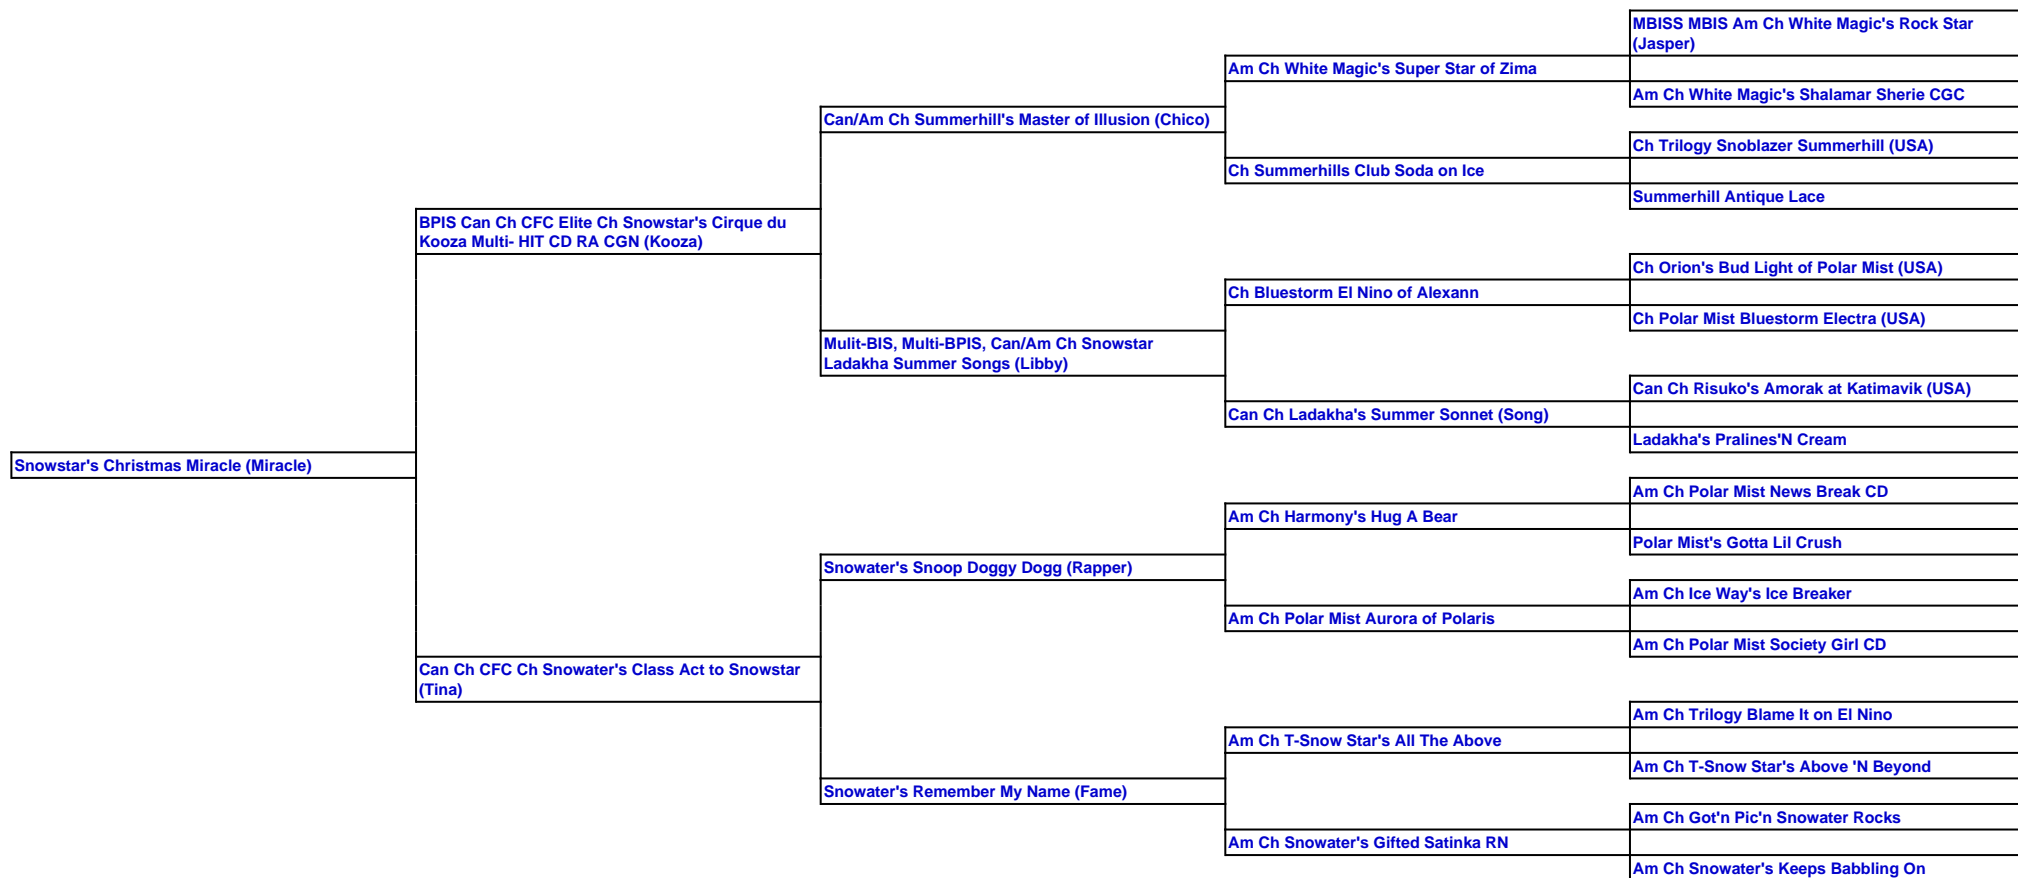 MBISS MBIS Am Ch White Magic's Rock Star
(Jasper)
Am Ch White Magic's Super Star of Zima
Am Ch White Magic's Shalamar Sherie CGC
Can/Am Ch Summerhill's Master of Illusion (Chico)
Ch Trilogy Snoblazer Summerhill (USA)
Ch Summerhills Club Soda on Ice
Summerhill Antique Lace
BPIS Can Ch CFC Elite Ch Snowstar's Cirque du
Kooza Multi- HIT CD RA CGN (Kooza)
Ch Orion's Bud Light of Polar Mist (USA)
Ch Bluestorm El Nino of Alexann
Ch Polar Mist Bluestorm Electra (USA)
Mulit-BIS, Multi-BPIS, Can/Am Ch Snowstar
Ladakha Summer Songs (Libby)
Can Ch Risuko's Amorak at Katimavik (USA)
Can Ch Ladakha's Summer Sonnet (Song)
Ladakha's Pralines'N Cream
Snowstar's Christmas Miracle (Miracle)
Am Ch Polar Mist News Break CD
Am Ch Harmony's Hug A Bear
Polar Mist's Gotta Lil Crush
Snowater's Snoop Doggy Dogg (Rapper)
Am Ch Ice Way's Ice Breaker
Am Ch Polar Mist Aurora of Polaris
Am Ch Polar Mist Society Girl CD
Can Ch CFC Ch Snowater's Class Act to Snowstar
(Tina)
Am Ch Trilogy Blame It on El Nino
Am Ch T-Snow Star's All The Above
Am Ch T-Snow Star's Above 'N Beyond
Snowater's Remember My Name (Fame)
Am Ch Got'n Pic'n Snowater Rocks
Am Ch Snowater's Gifted Satinka RN
Am Ch Snowater's Keeps Babbling On